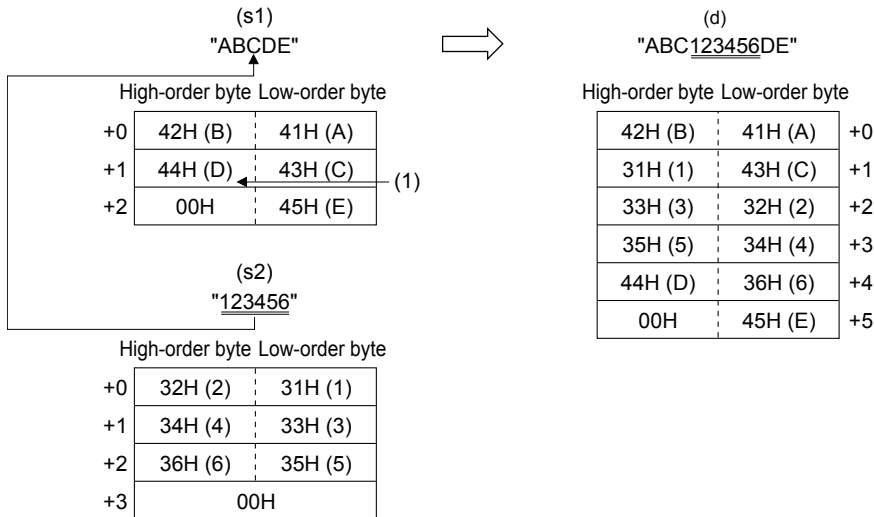 (s1)
"ABCDE"
High-order byte Low-order byte
+0 42H (B) 41H (A)
+1 44H (D) 43H (C)
(1)
+2 00H 45H (E)
(s2)
"123456"
High-order byte Low-order byte
+0 32H (2) 31H (1)
+1 34H (4) 33H (3)
+2 36H (6) 35H (5)
+3 00H
(d)
"ABC123456DE"
High-order byte Low-order byte
42H (B) 41H (A) +0
31H (1) 43H (C) +1
33H (3) 32H (2) +2
35H (5) 34H (4) +3
44H (D) 36H (6) +4
00H 45H (E) +5